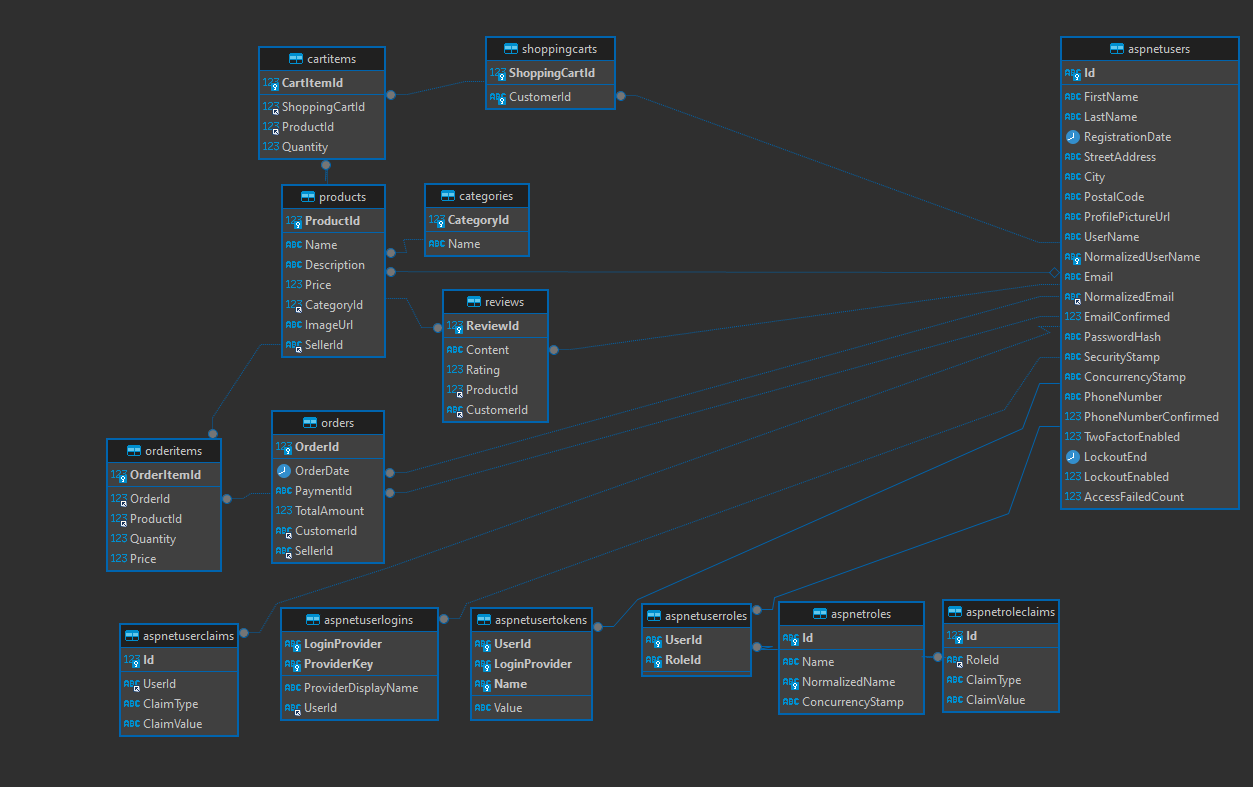 cartitems
123 CartItemId
123 ShoppingCartId
123 ProductId
123 Quantity
shoppingcarts
123 ShoppingCartId
ABC CustomerId
aspnetusers
ABC Id
ABC FirstName
ABC LastName
RegistrationDate
ABC StreetAddress
ABC City
ABC PostalCode
ABC ProfilePictureUrl
ABC UserName
ABC NormalizedUserName
ABC Email
ABC NormalizedEmail
123 EmailConfirmed
ABC PasswordHash
ABC SecurityStamp
ABC ConcurrencyStamp
ABC PhoneNumber
123 PhoneNumberConfirmed
123 TwoFactorEnabled
LockoutEnd
123 LockoutEnabled
123 AccessFailedCount
products
123 ProductId
ABC Name
ABC Description
123 Price
123 CategoryId
ABC ImageUrl
ABC SellerId
categories
123 CategoryId
ABC Name
reviews
123 ReviewId
ABC Content
123 Rating
123 ProductId
ABC CustomerId
orderitems
123 OrderItemId
123 OrderId
123 ProductId
123 Quantity
123 Price
orders
123 OrderId
OrderDate
ABC PaymentId
123 TotalAmount
ABC CustomerId
ABC SellerId
aspnetuserclaims
123 Id
ABC UserId
ABC ClaimType
ABC ClaimValue
aspnetuserlogins
ABC LoginProvider
ABC ProviderKey
ABC ProviderDisplayName
ABC UserId
aspnetusertokens
ABC UserId
ABC LoginProvider
ABC Name
ABC Value
aspnetuserroles
ABC UserId
ABC RoleId
aspnetroles
ABC Id
ABC Name
ABC NormalizedName
ABC ConcurrencyStamp
aspnetroleclaims
123 Id
ABC RoleId
ABC ClaimType
ABC ClaimValue